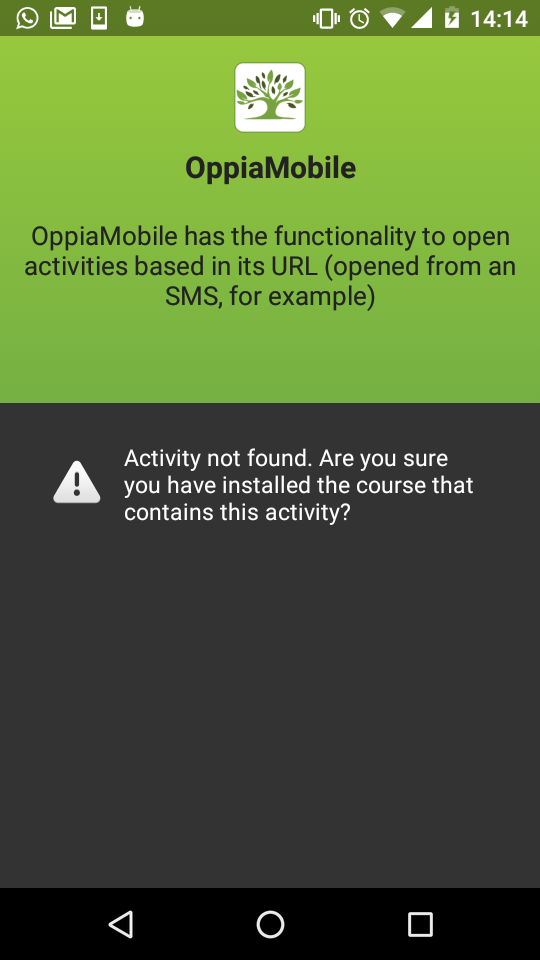 14:14
OppiaMobile
OppiaMobile has the functionality to open
activities based in its URL (opened from an
SMS, for example)
Activity not found. Are you sure
you have installed the course that
contains this activity?